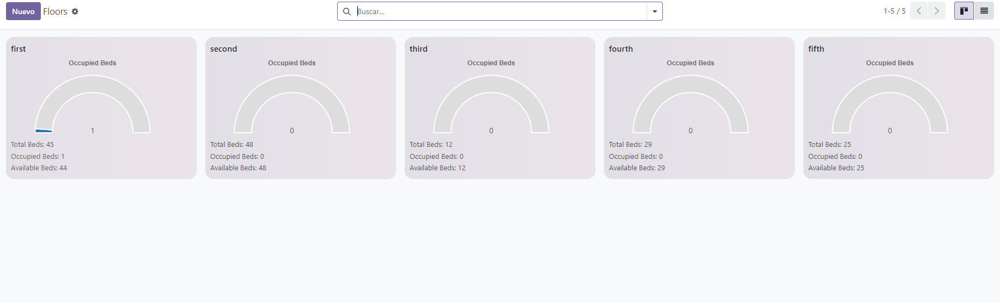 Nuevo Floors
Buscar...
1-5 / 5
first
Occupied Beds
1
Total Beds: 45
Occupied Beds: 1
Available Beds: 44
second
Occupied Beds
0
Total Beds: 48
Occupied Beds: 0
Available Beds: 48
third
Occupied Beds
0
Total Beds: 12
Occupied Beds: 0
Available Beds: 12
fourth
Occupied Beds
0
Total Beds: 29
Occupied Beds: 0
Available Beds: 29
fifth
Occupied Beds
0
Total Beds: 25
Occupied Beds: 0
Available Beds: 25